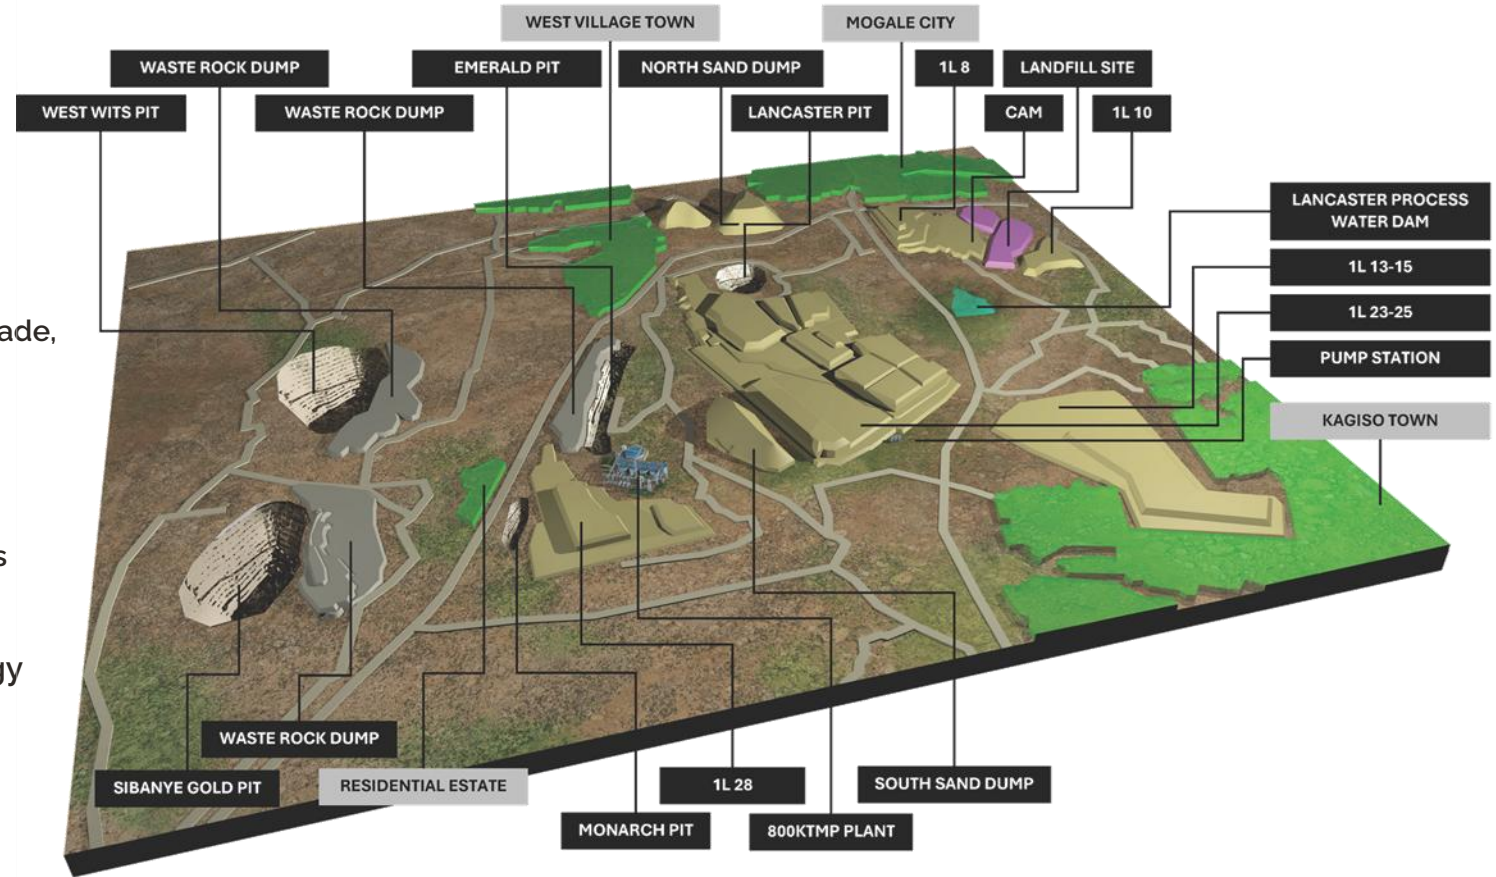 WEST VILLAGE TOWN
MOGALE CITY
WASTE ROCK DUMP
EMERALD PIT
NORTH SAND DUMP
1L 8
LANDFILL SITE
WEST WITS PIT
WASTE ROCK DUMP
LANCASTER PIT
CAM
1L 10
LANCASTER PROCESS
WATER DAM
1L 13-15
1L 23-25
PUMP STATION
KAGISO TOWN
ade,
s
gy
WASTE ROCK DUMP
SIBANYE GOLD PIT
RESIDENTIAL ESTATE
1L 28
SOUTH SAND DUMP
MONARCH PIT
800KTMP PLANT